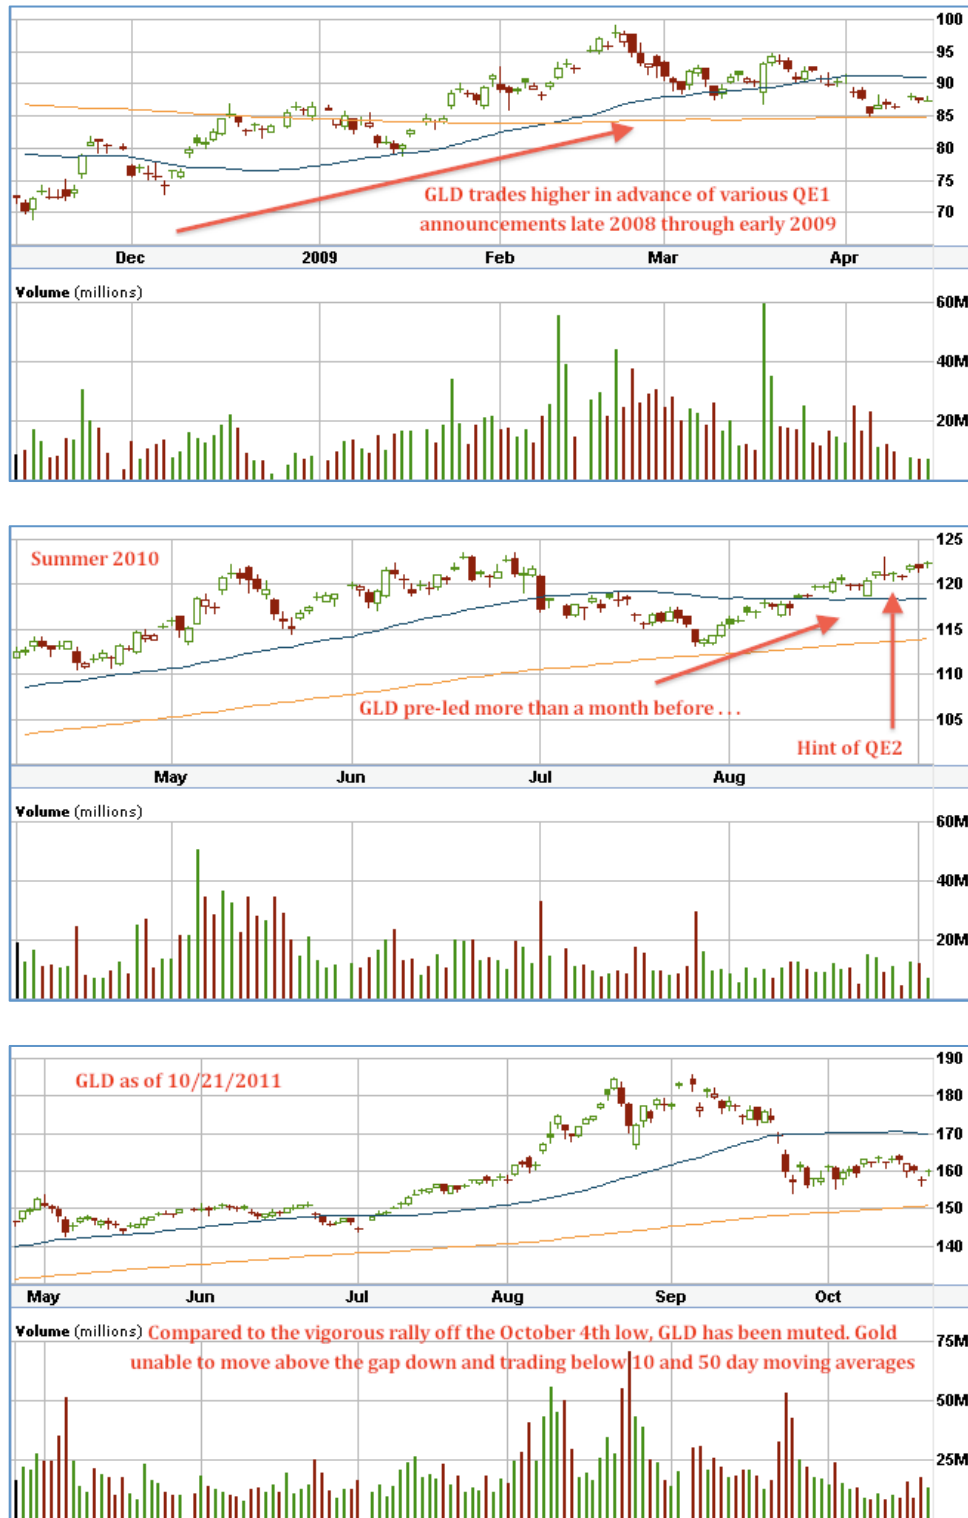 100
95
90
85
80
75
70
GLD trades higher in advance of various QE1
announcements late 2008 through early 2009
Dec 2009 Feb Mar Apr
Volume (millions)
60M
40M
20M
Summer 2010
125
120
115
110
105
GLD pre-led more than a month before ...
Hint of QE2
May Jun Jul Aug
Volume (millions)
60M
40M
20M
GLD as of 10/21/2011
190
180
170
160
150
140
May Jun Jul Aug Sep Oct
Volume (millions) Compared to the vigorous rally off the October 4th low, GLD has been muted. Gold
75M
unable to move above the gap down and trading below 10 and 50 day moving averages
50M
25M